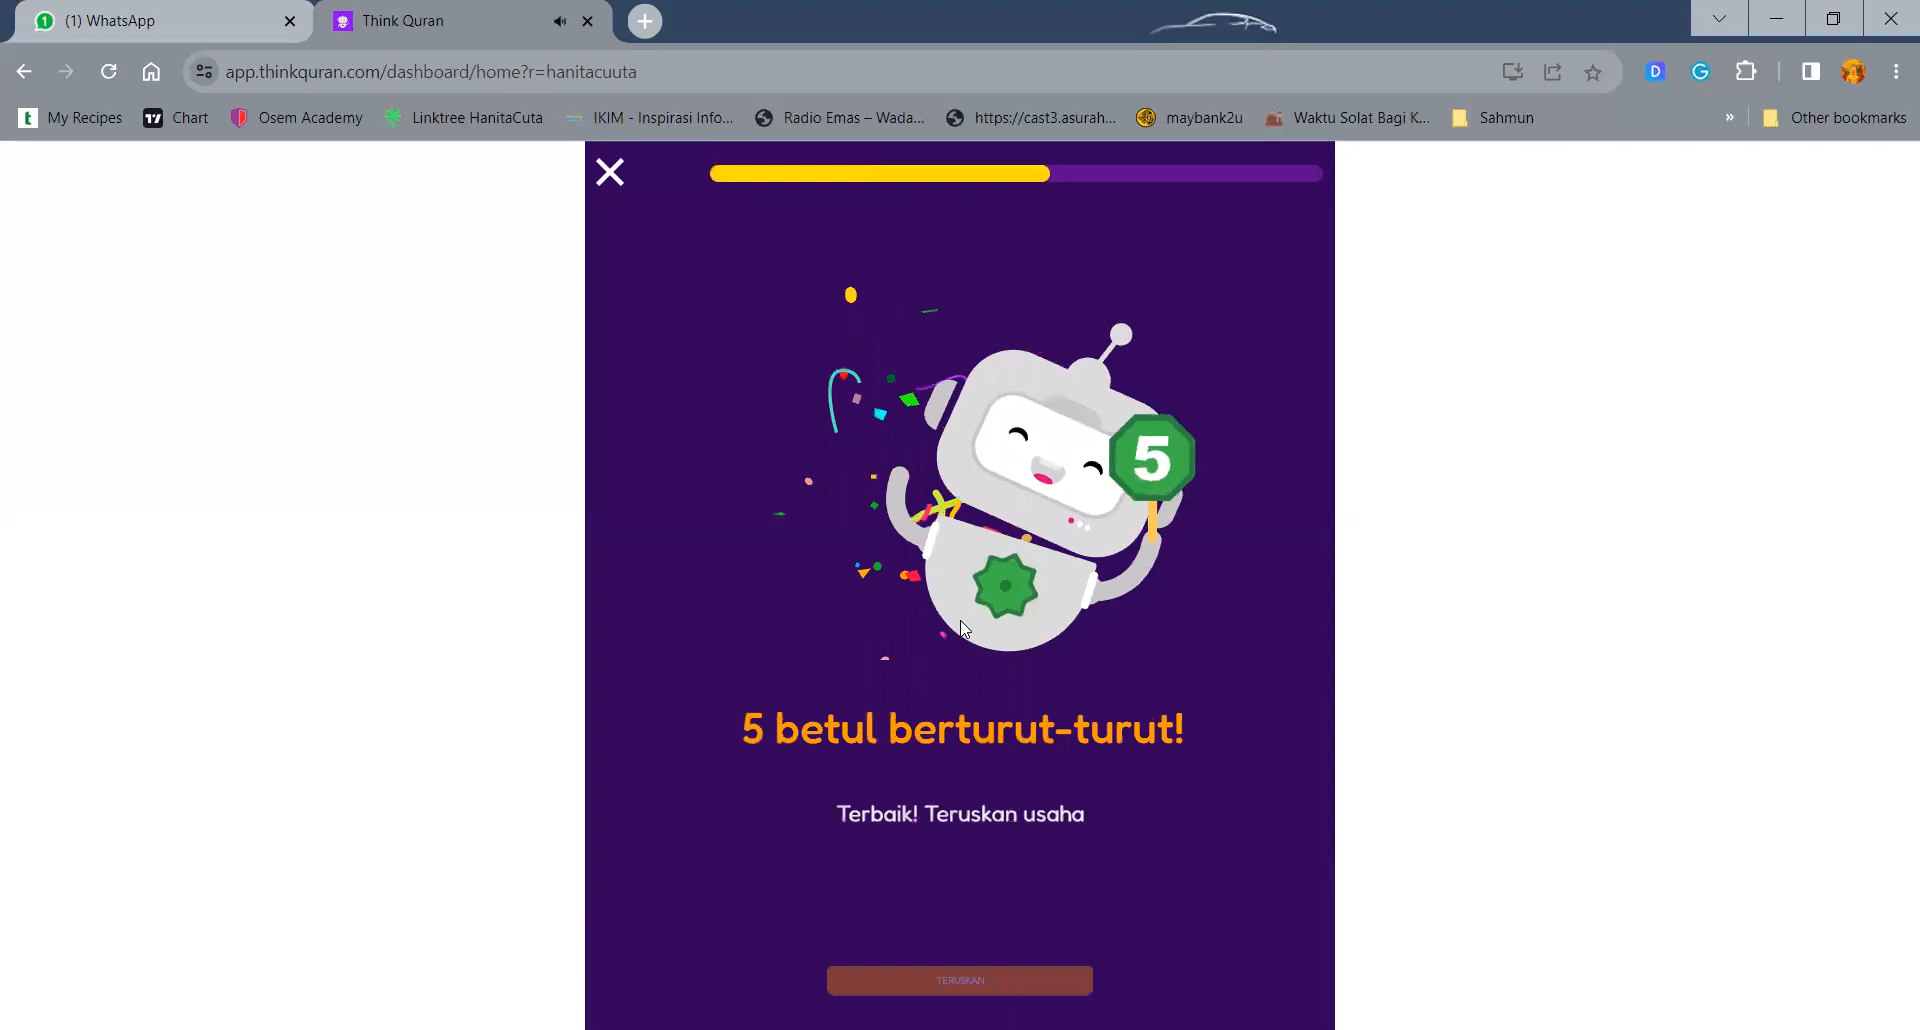 (1) WhatsApp
Think Quran
app.thinkquran.com/dashboard/home?r=hanitacuuta
My Recipes
Chart
Osem Academy
Linktree HanitaCuta
IKIM - Inspirasi Info...
Radio Emas – Wada...
https://cast3.asurah...
maybank2u
Waktu Solat Bagi K...
Sahmun
»
Other bookmarks
5
5 betul berturut-turut!
Terbaik! Teruskan usaha
TERUSKAN